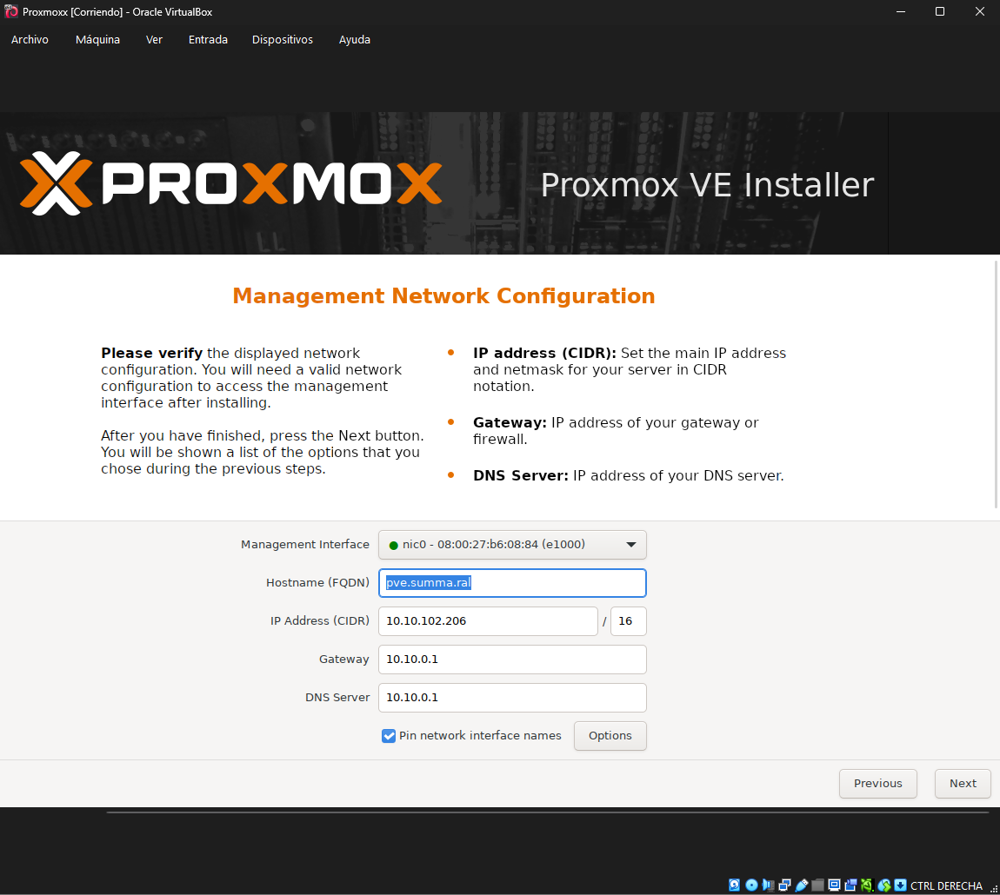 Proxmoxx [Corriendo] - Oracle VirtualBox
Archivo Máquina Ver Entrada Dispositivos Ayuda
PROXMOX
Proxmox VE Installer
Management Network Configuration
Please verify the displayed network
configuration. You will need a valid network
configuration to access the management
interface after installing.
After you have finished, press the Next button.
You will be shown a list of the options that you
chose during the previous steps.
IP address (CIDR): Set the main IP address
and netmask for your server in CIDR
notation.
Gateway: IP address of your gateway or
firewall.
DNS Server: IP address of your DNS server.
Management Interface nic0 - 08:00:27:b6:08:84 (e1000)
Hostname (FQDN) pve.summa.ral
IP Address (CIDR) 10.10.102.206 / 16
Gateway 10.10.0.1
DNS Server 10.10.0.1
Pin network interface names Options
Previous Next
CTRL DERECHA